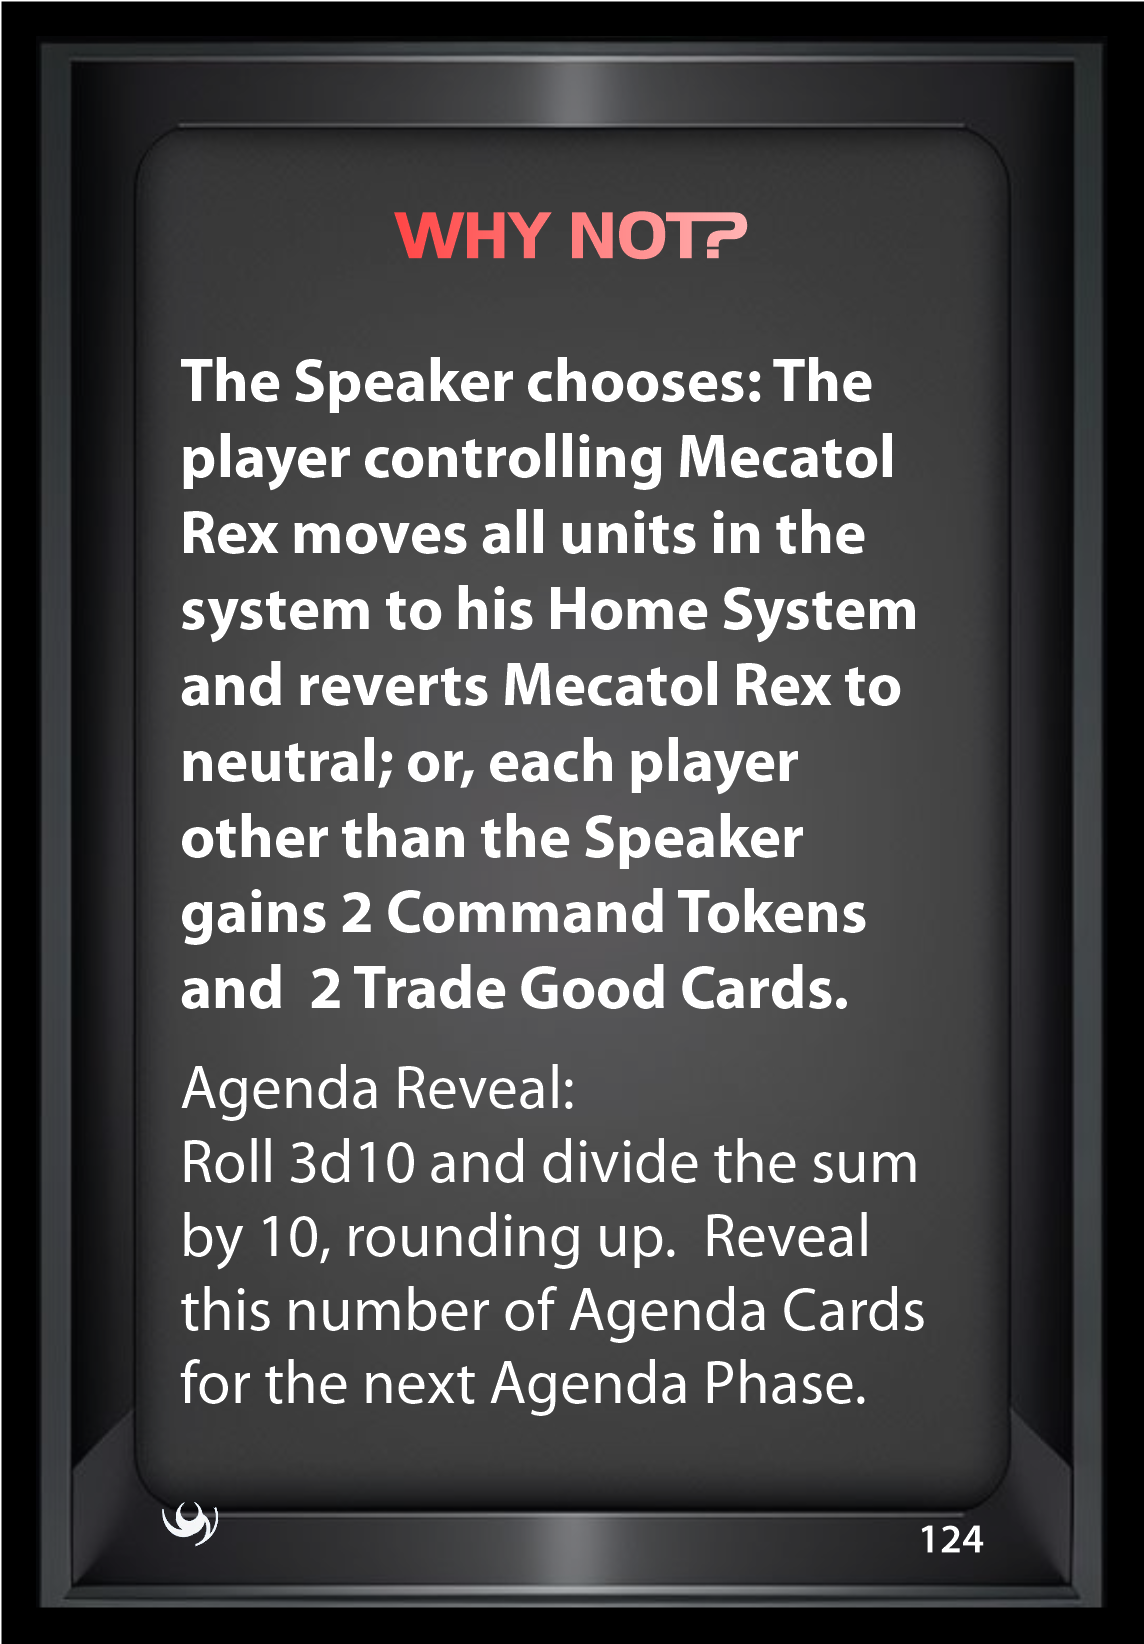 WHY NOT?
The Speaker chooses: The
player controlling Mecatol
Rex moves all units in the
system to his Home System
and reverts Mecatol Rex to
neutral; or, each player
other than the Speaker
gains 2 Command Tokens
and  2 Trade Good Cards.
Agenda Reveal:
Roll 3d10 and divide the sum
by 10, rounding up.  Reveal
this number of Agenda Cards
for the next Agenda Phase.
124